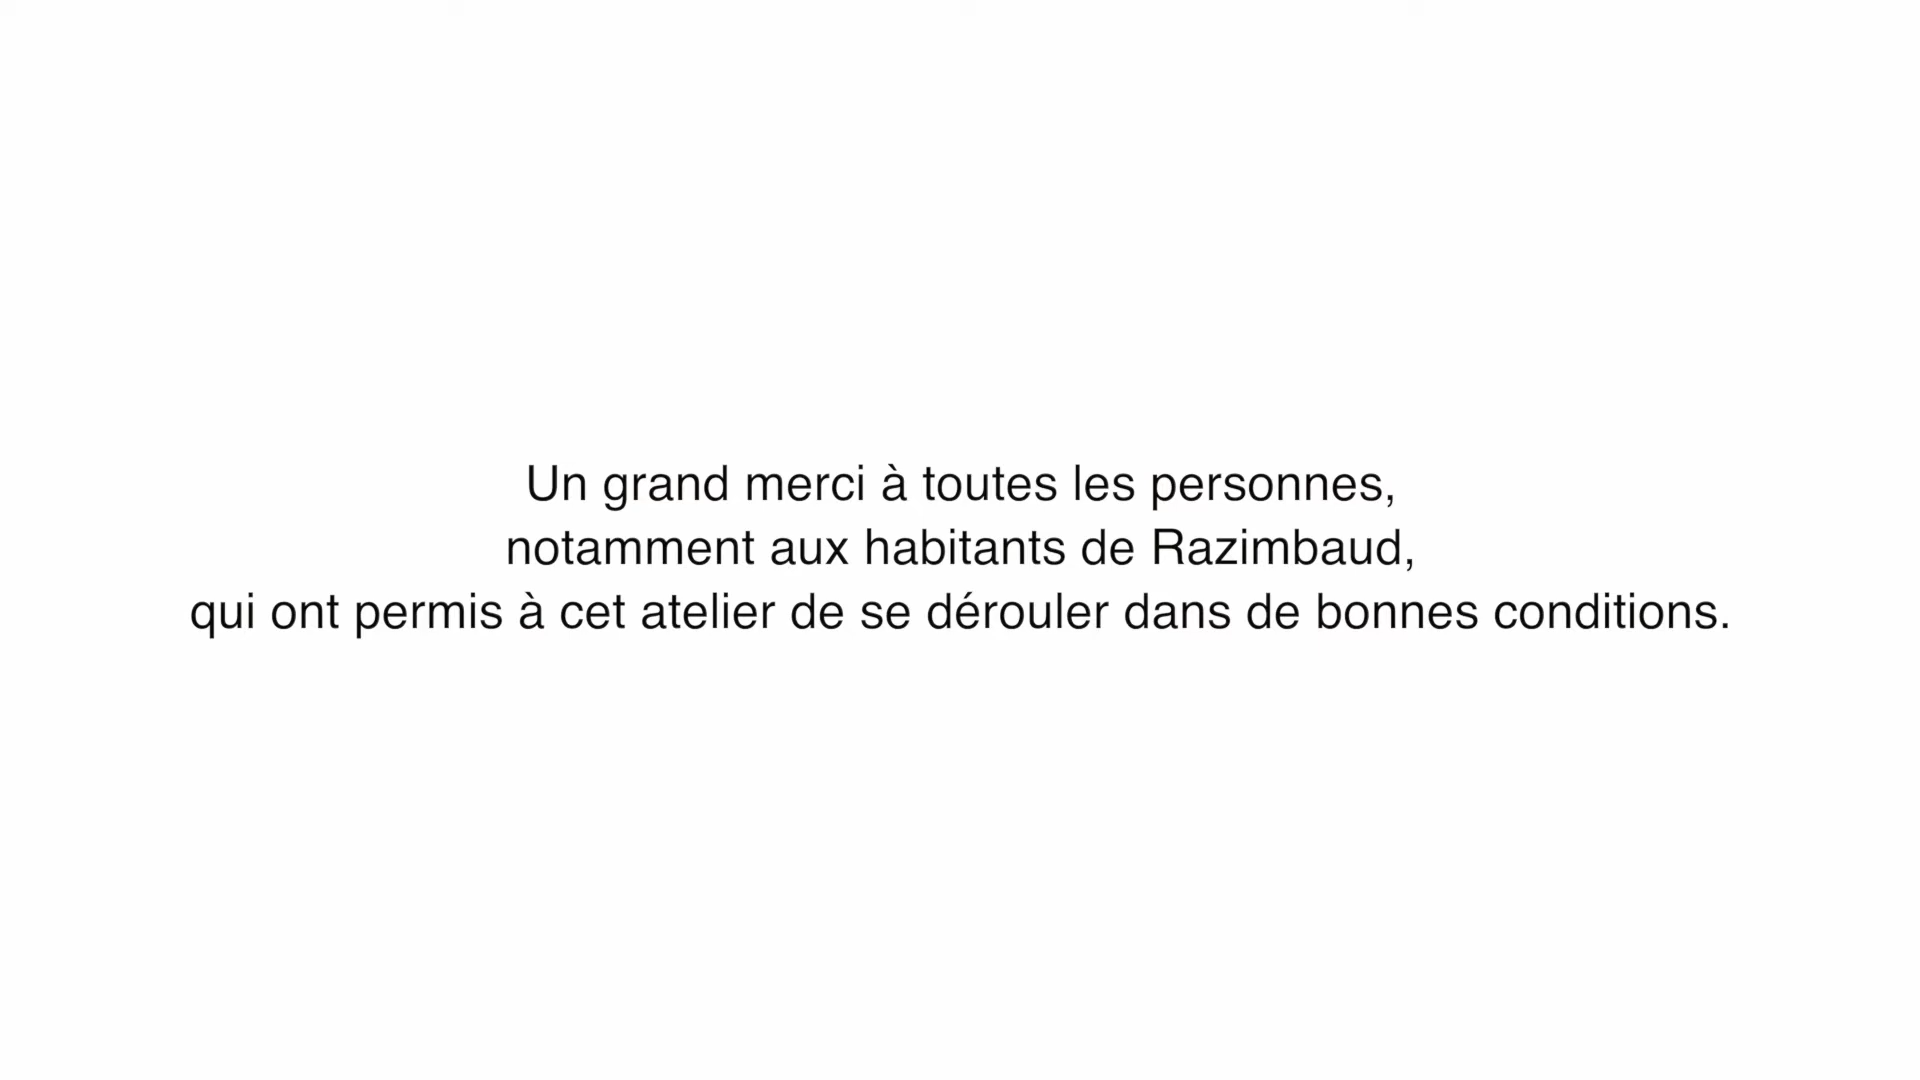 Un grand merci à toutes les personnes,
notamment aux habitants de Razimbaud,
qui ont permis à cet atelier de se dérouler dans de bonnes conditions.